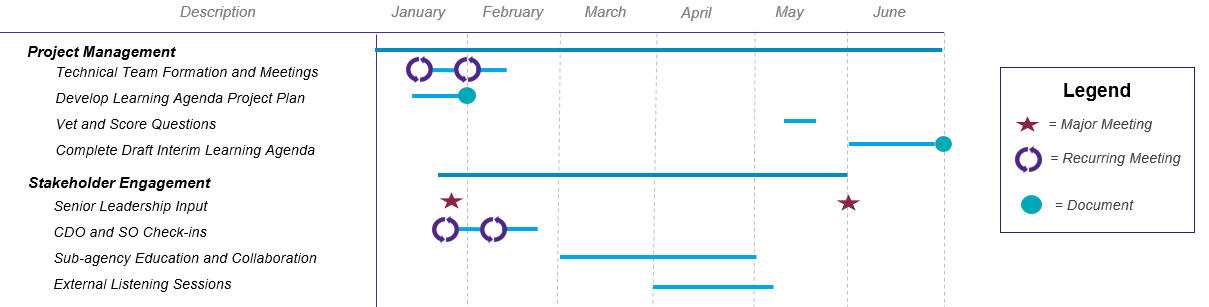 Description January February March April May June
Project Management
Technical Team Formation and Meetings
Develop Learning Agenda Project Plan
Vet and Score Questions
Complete Draft Interim Learning Agenda
Stakeholder Engagement
Senior Leadership Input
CDO and SO Check-ins
Sub-agency Education and Collaboration
External Listening Sessions
Legend
= Major Meeting
= Recurring Meeting
= Document